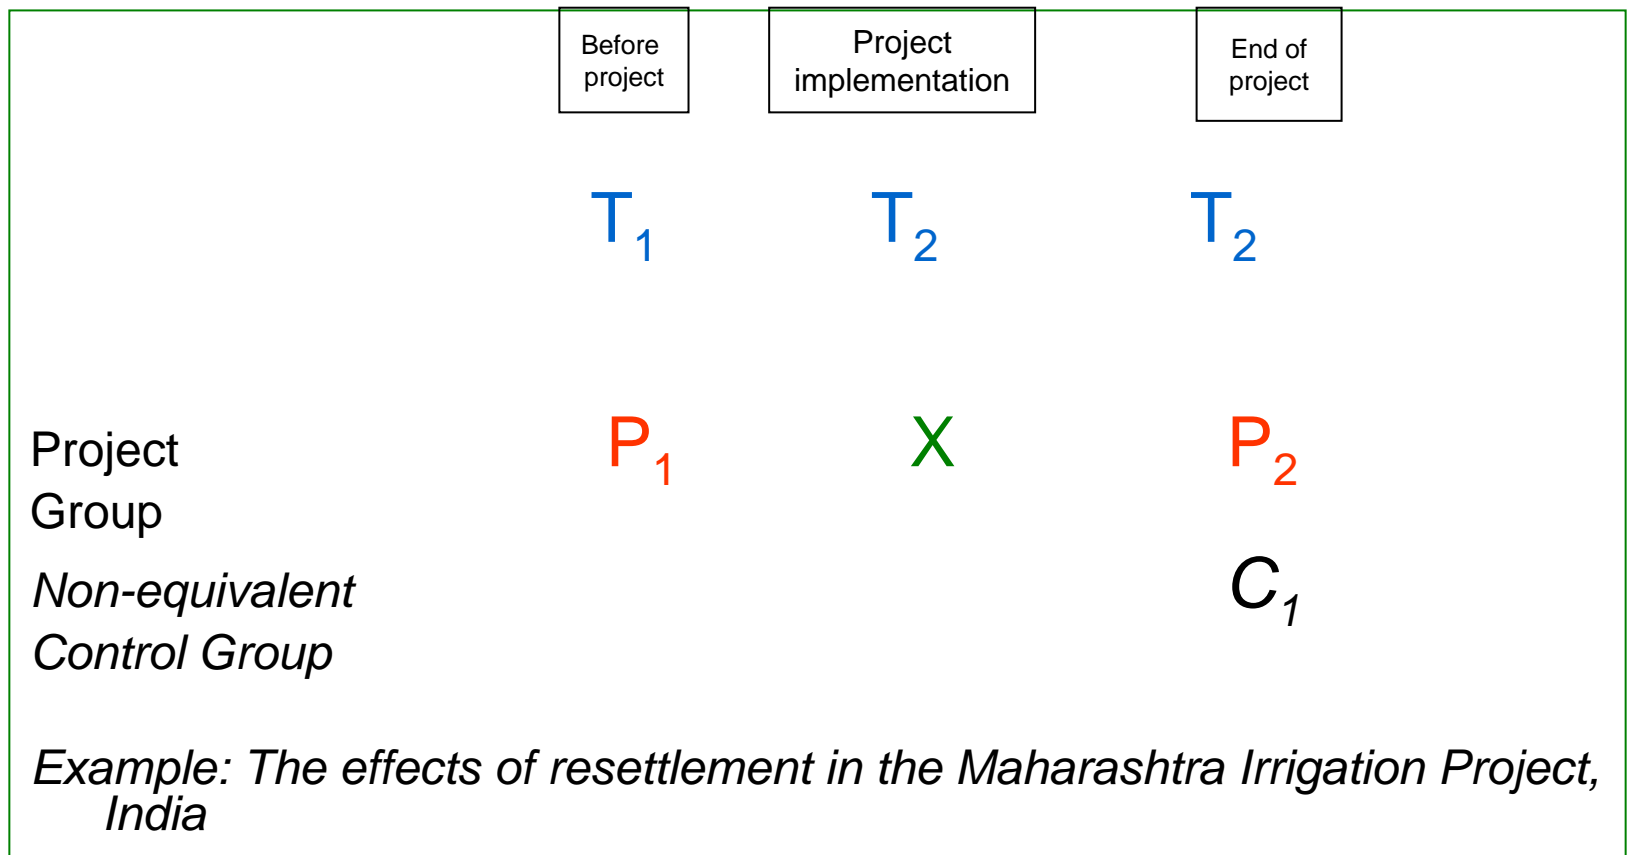 Before
project
Project
implementation
End of
project
T1
T2
T2
Project
Group
P1
X
P2
Non-equivalent
Control Group
C1
Example: The effects of resettlement in the Maharashtra Irrigation Project,
India